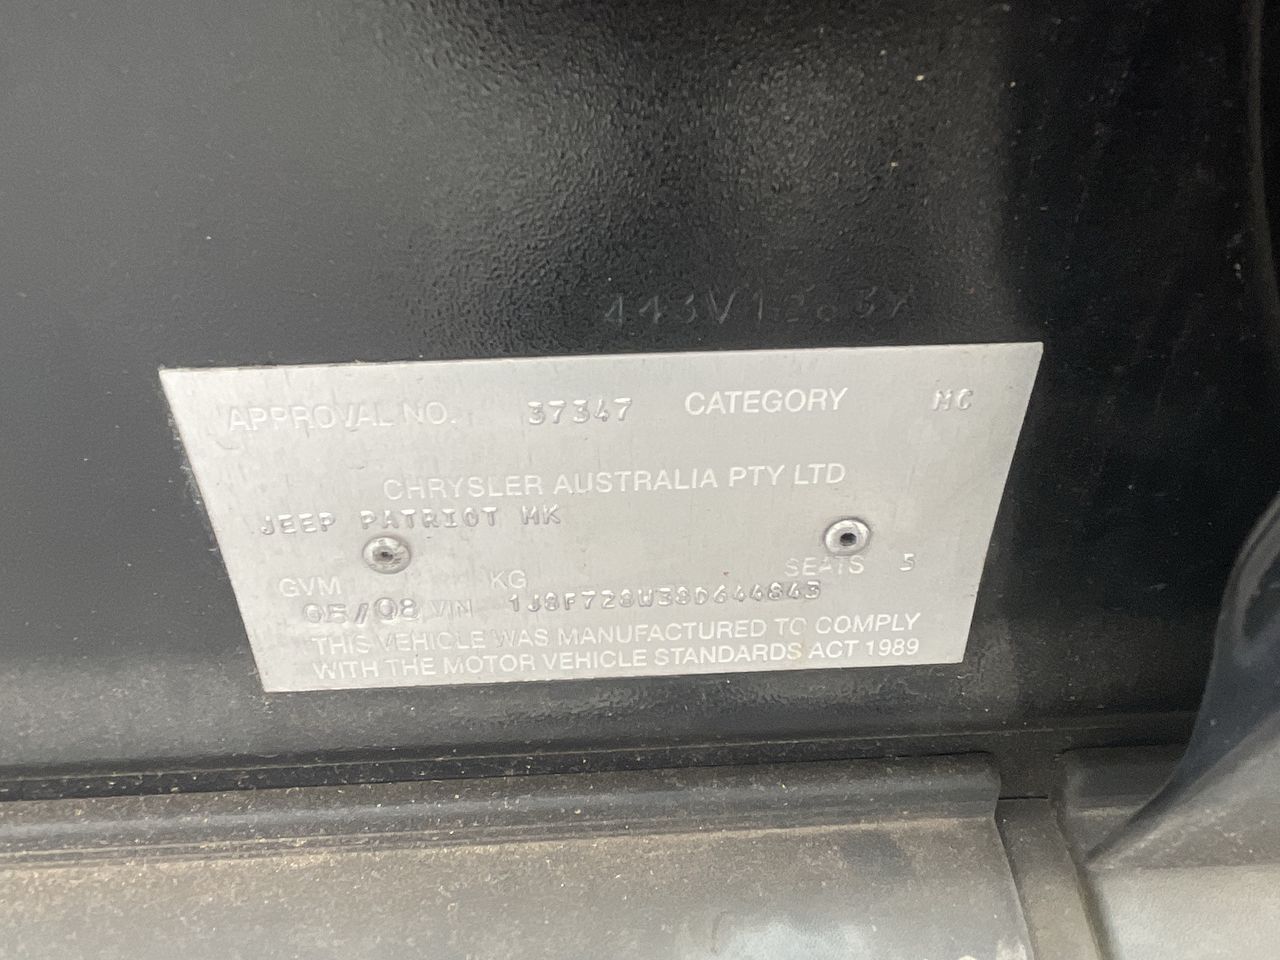 APPROVAL NO. 37347 CATEGORY MC
CHRYSLER AUSTRALIA PTY LTD
JEEP PATRIOT MK
SEATS 5
GVM KG
05/08 VIN 1J8F728W38D644843
THIS VEHICLE WAS MANUFACTURED TO COMPLY
WITH THE MOTOR VEHICLE STANDARDS ACT 1989